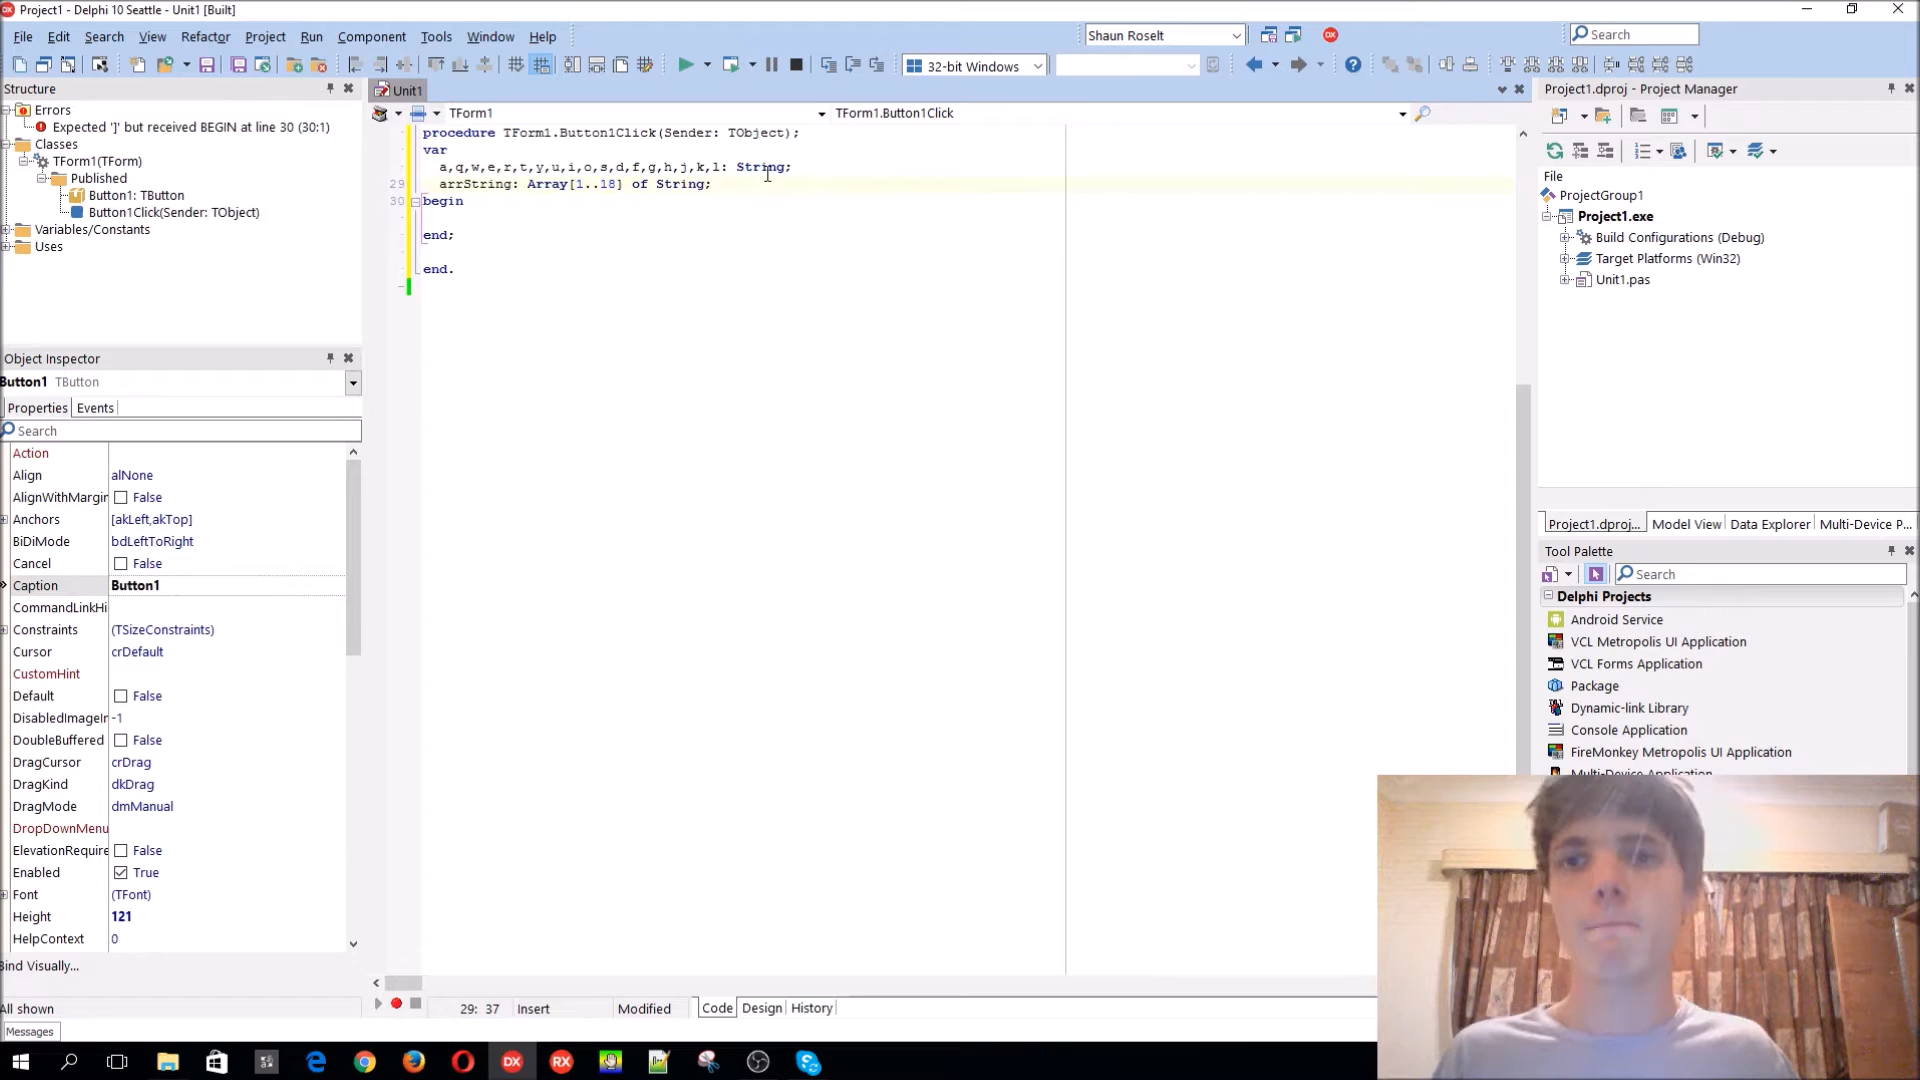 Project1 - Delphi 10 Seattle - Unit1 [Built]
File Edit Search View Refactor Project Run Component Tools Window Help
Shaun Roselt
Search
32-bit Windows
Structure
Errors
Expected ']' but received BEGIN at line 30 (30:1)
Classes
TForm1(TForm)
Published
Button1: TButton
Button1Click(Sender: TObject)
Variables/Constants
Uses
Object Inspector
Button1 TButton
Properties Events
Search
Action
Align alNone
AlignWithMargin False
Anchors [akLeft,akTop]
BiDiMode bdLeftToRight
Cancel False
Caption Button1
CommandLinkHi
Constraints (TSizeConstraints)
Cursor crDefault
CustomHint
Default False
DisabledImageIn -1
DoubleBuffered False
DragCursor crDrag
DragKind dkDrag
DragMode dmManual
DropDownMenu
ElevationRequire False
Enabled True
Font (TFont)
Height 121
HelpContext 0
Bind Visually...
All shown
Messages
Unit1
TForm1
TForm1.Button1Click
procedure TForm1.Button1Click(Sender: TObject);
var
a,q,w,e,r,t,y,u,i,o,s,d,f,g,h,j,k,l: String;
29 arrString: Array[1..18] of String;
30 begin
end;
end.
29: 37 Insert Modified Code Design History
Project1.dproj - Project Manager
File
ProjectGroup1
Project1.exe
Build Configurations (Debug)
Target Platforms (Win32)
Unit1.pas
Project1.dproj... Model View Data Explorer Multi-Device P...
Tool Palette
Search
Delphi Projects
Android Service
VCL Metropolis UI Application
VCL Forms Application
Package
Dynamic-link Library
Console Application
FireMonkey Metropolis UI Application
Multi-Device Application
DX RX